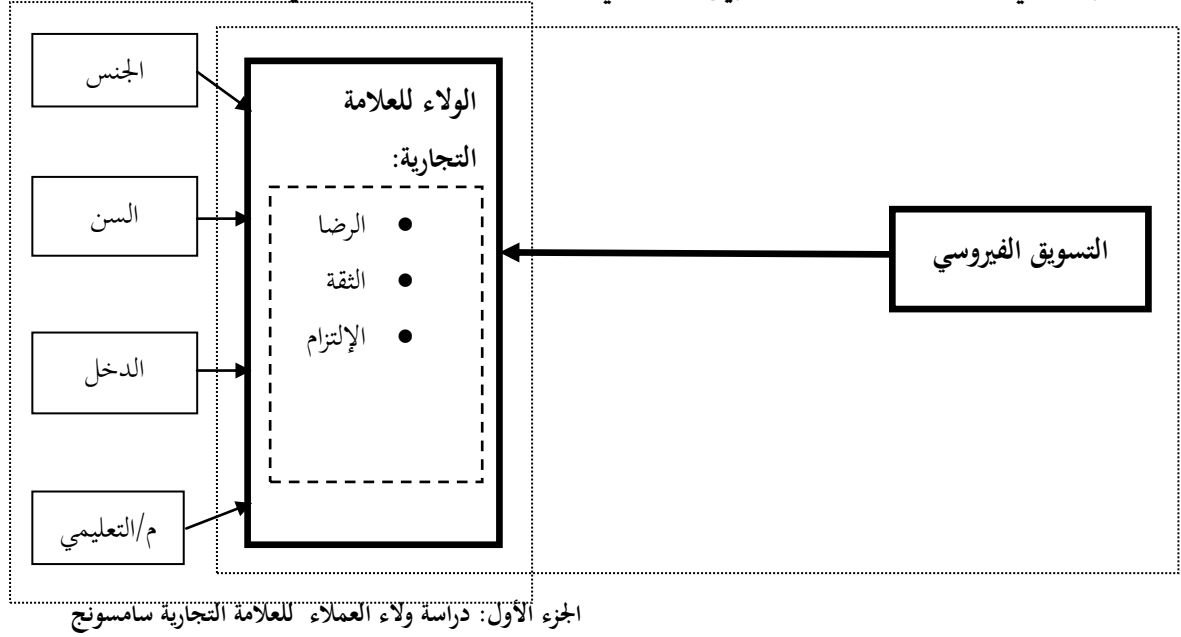 الجنس
السن
الدخل
م/التعليمي
الولاء للعلامة
التجارية:
● الرضا
● الثقة
● الإلتزام
التسويق الفيروسي
الجزء الأول: دراسة ولاء العملاء للعلامة التجارية سامسونج